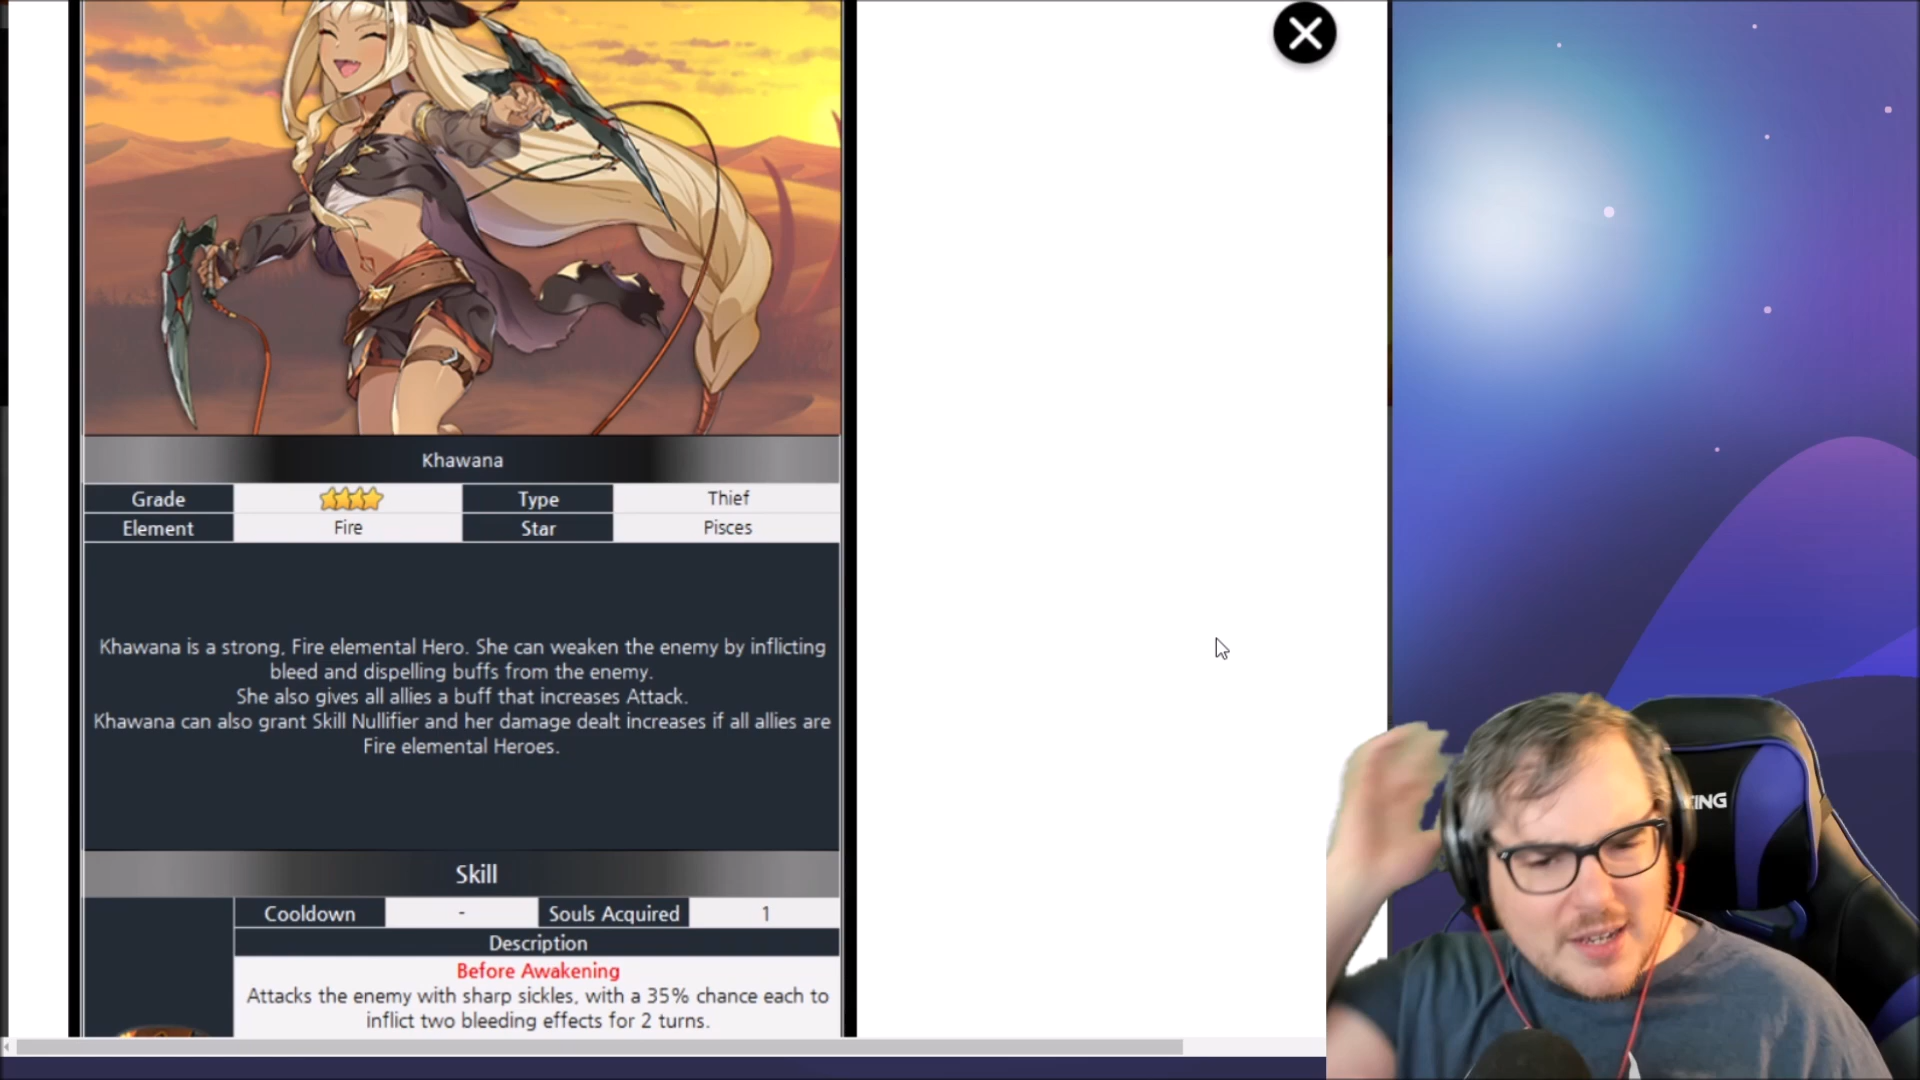 Khawana
Grade
Type
Thief
Element
Fire
Star
Pisces
Khawana is a strong, Fire elemental Hero. She can weaken the enemy by inflicting
bleed and dispelling buffs from the enemy.
She also gives all allies a buff that increases Attack.
Khawana can also grant Skill Nullifier and her damage dealt increases if all allies are
Fire elemental Heroes.
Skill
Cooldown
-
Souls Acquired
1
Description
Before Awakening
Attacks the enemy with sharp sickles, with a 35% chance each to
inflict two bleeding effects for 2 turns.